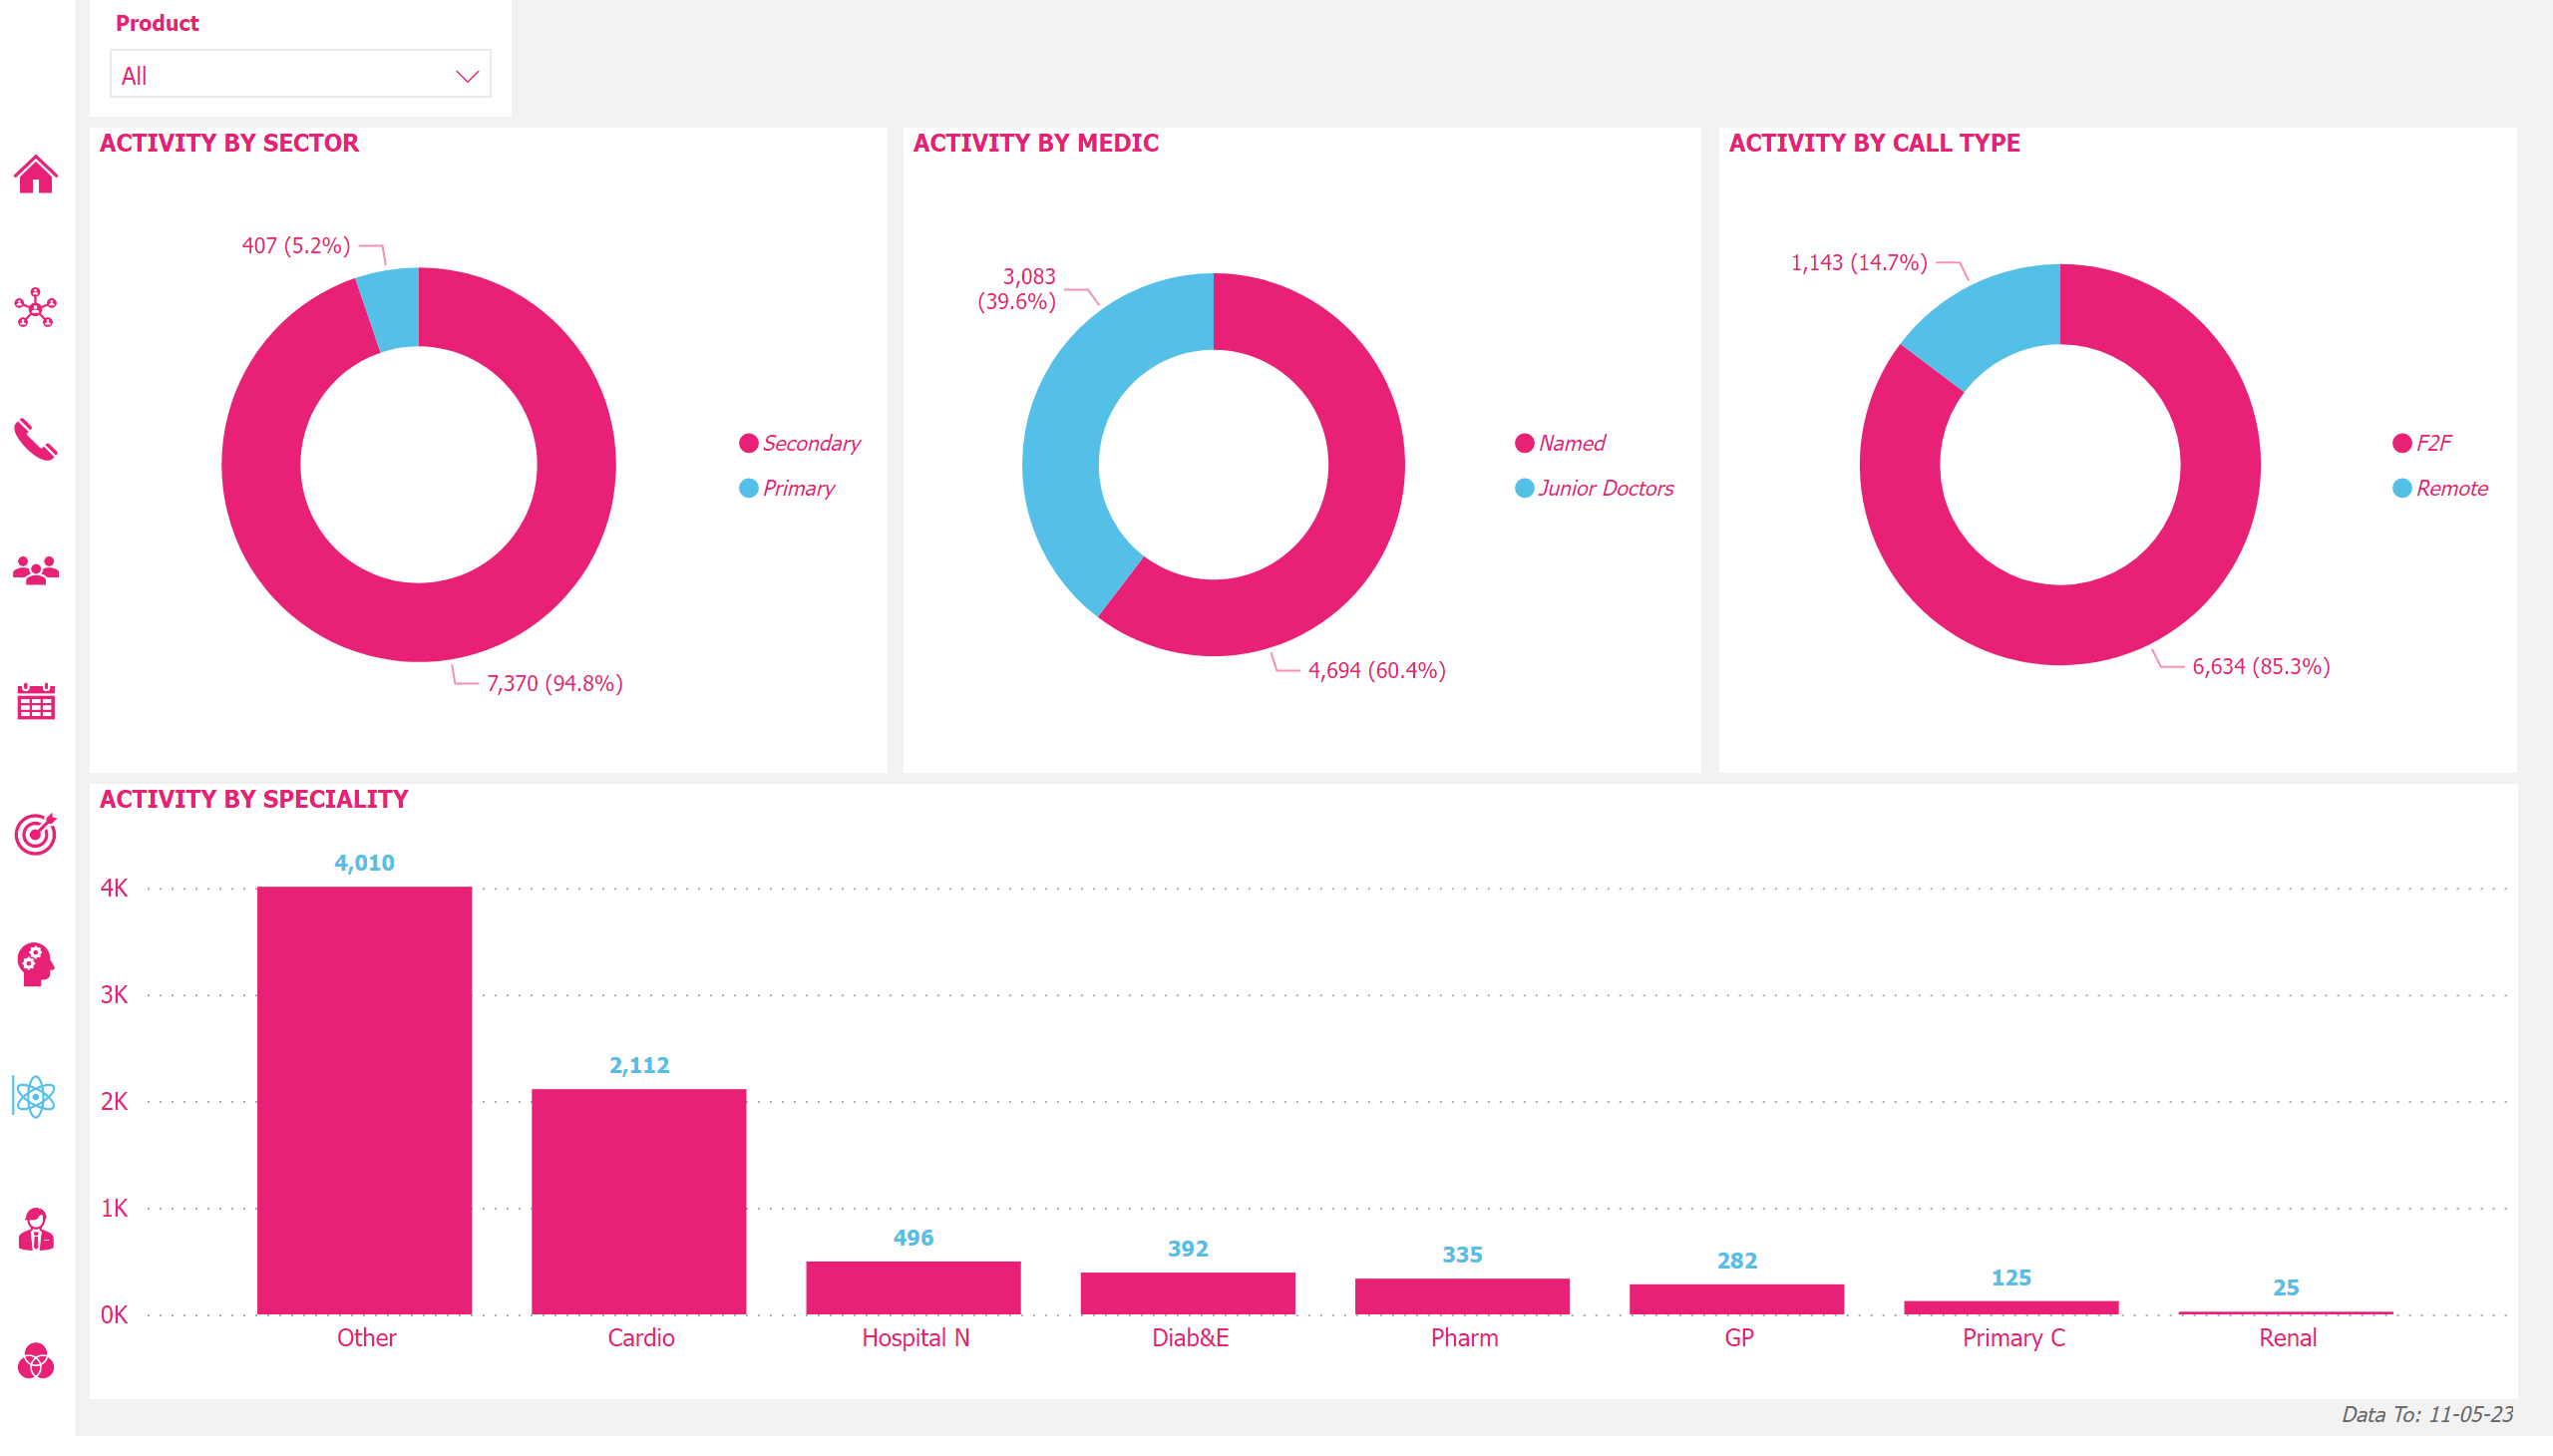 Product
All
ACTIVITY BY SECTOR
407 (5.2%)
Secondary
Primary
7,370 (94.8%)
ACTIVITY BY MEDIC
3,083
(39.6%)
Named
Junior Doctors
4,694 (60.4%)
ACTIVITY BY CALL TYPE
1,143 (14.7%)
F2F
Remote
6,634 (85.3%)
ACTIVITY BY SPECIALITY
4K
3K
2K
1K
0K
4,010
2,112
496
392
335
282
125
25
Other
Cardio
Hospital N
Diab&E
Pharm
GP
Primary C
Renal
Data To: 11-05-23